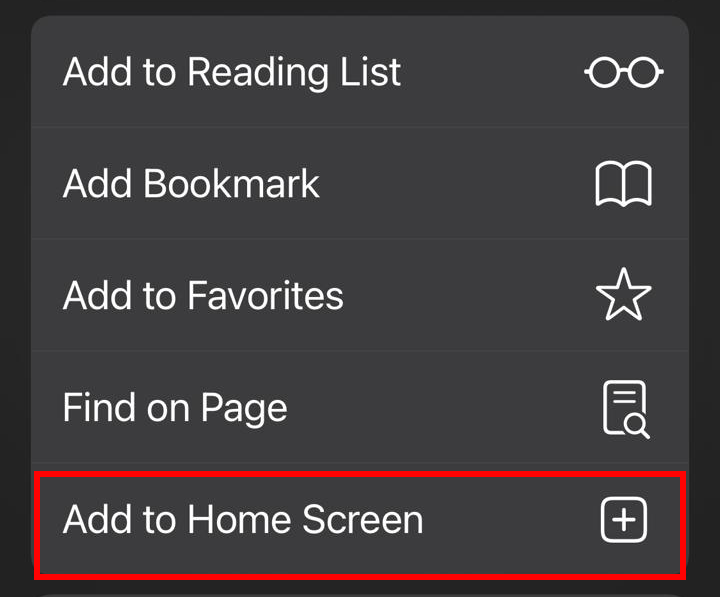 Add to Reading List
Add Bookmark
Add to Favorites
Find on Page
Add to Home Screen